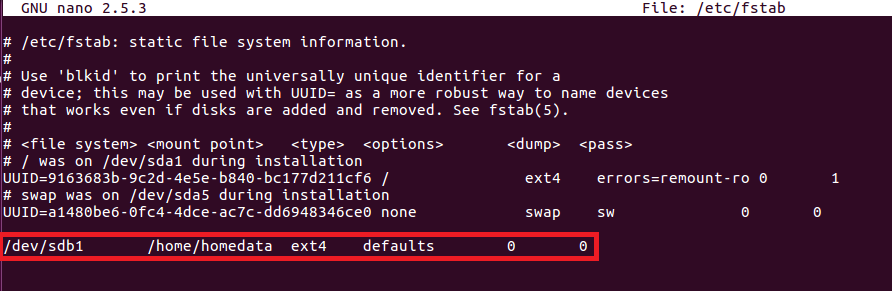 GNU nano 2.5.3 File: /etc/fstab
# /etc/fstab: static file system information.
#
# Use 'blkid' to print the universally unique identifier for a
# device; this may be used with UUID= as a more robust way to name devices
# that works even if disks are added and removed. See fstab(5).
#
# <file system> <mount point> <type> <options> <dump> <pass>
# / was on /dev/sda1 during installation
UUID=9163683b-9c2d-4e5e-b840-bc177d211cf6 / ext4 errors=remount-ro 0 1
# swap was on /dev/sda5 during installation
UUID=a1480be6-0fc4-4dce-ac7c-dd6948346ce0 none swap sw 0 0
/dev/sdb1 /home/homedata ext4 defaults 0 0